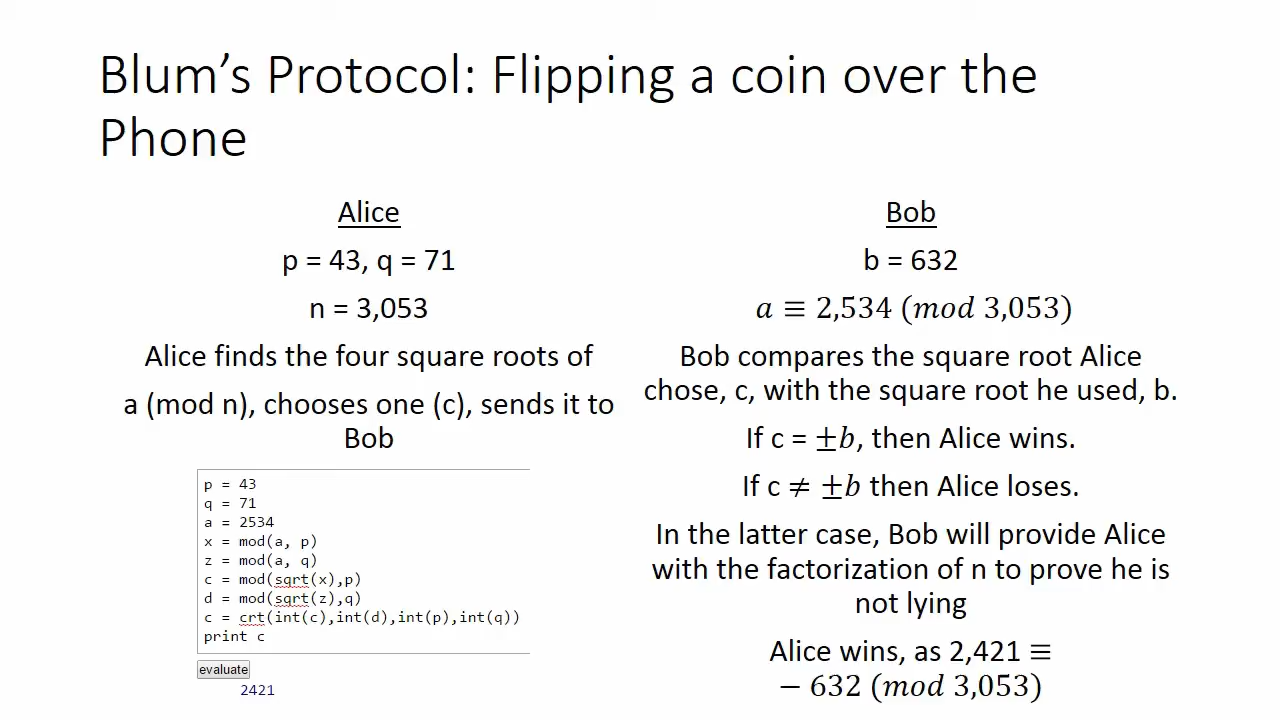 Blum's Protocol: Flipping a coin over the
Phone
Alice
p = 43, q = 71
n = 3,053
Alice finds the four square roots of
a (mod n), chooses one (c), sends it to
Bob
p = 43
q = 71
a = 2534
x = mod(a, p)
z = mod(a, q)
c = mod(sqrt(x),p)
d = mod(sqrt(z),q)
c = crt(int(c),int(d),int(p),int(q))
print c
evaluate
2421
Bob
b = 632
a ≡ 2,534 (mod 3,053)
Bob compares the square root Alice
chose, c, with the square root he used, b.
If c = ±b, then Alice wins.
If c ≠ ±b then Alice loses.
In the latter case, Bob will provide Alice
with the factorization of n to prove he is
not lying
Alice wins, as 2,421 ≡
− 632 (mod 3,053)